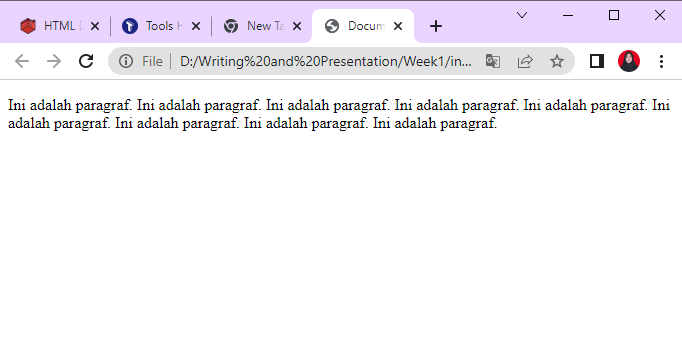 HTML
Tools H
New Ta
Docum
File
D:/Writing%20and%20Presentation/Week1/in...
Ini adalah paragraf. Ini adalah paragraf. Ini adalah paragraf. Ini adalah paragraf. Ini adalah paragraf. Ini
adalah paragraf. Ini adalah paragraf. Ini adalah paragraf. Ini adalah paragraf.